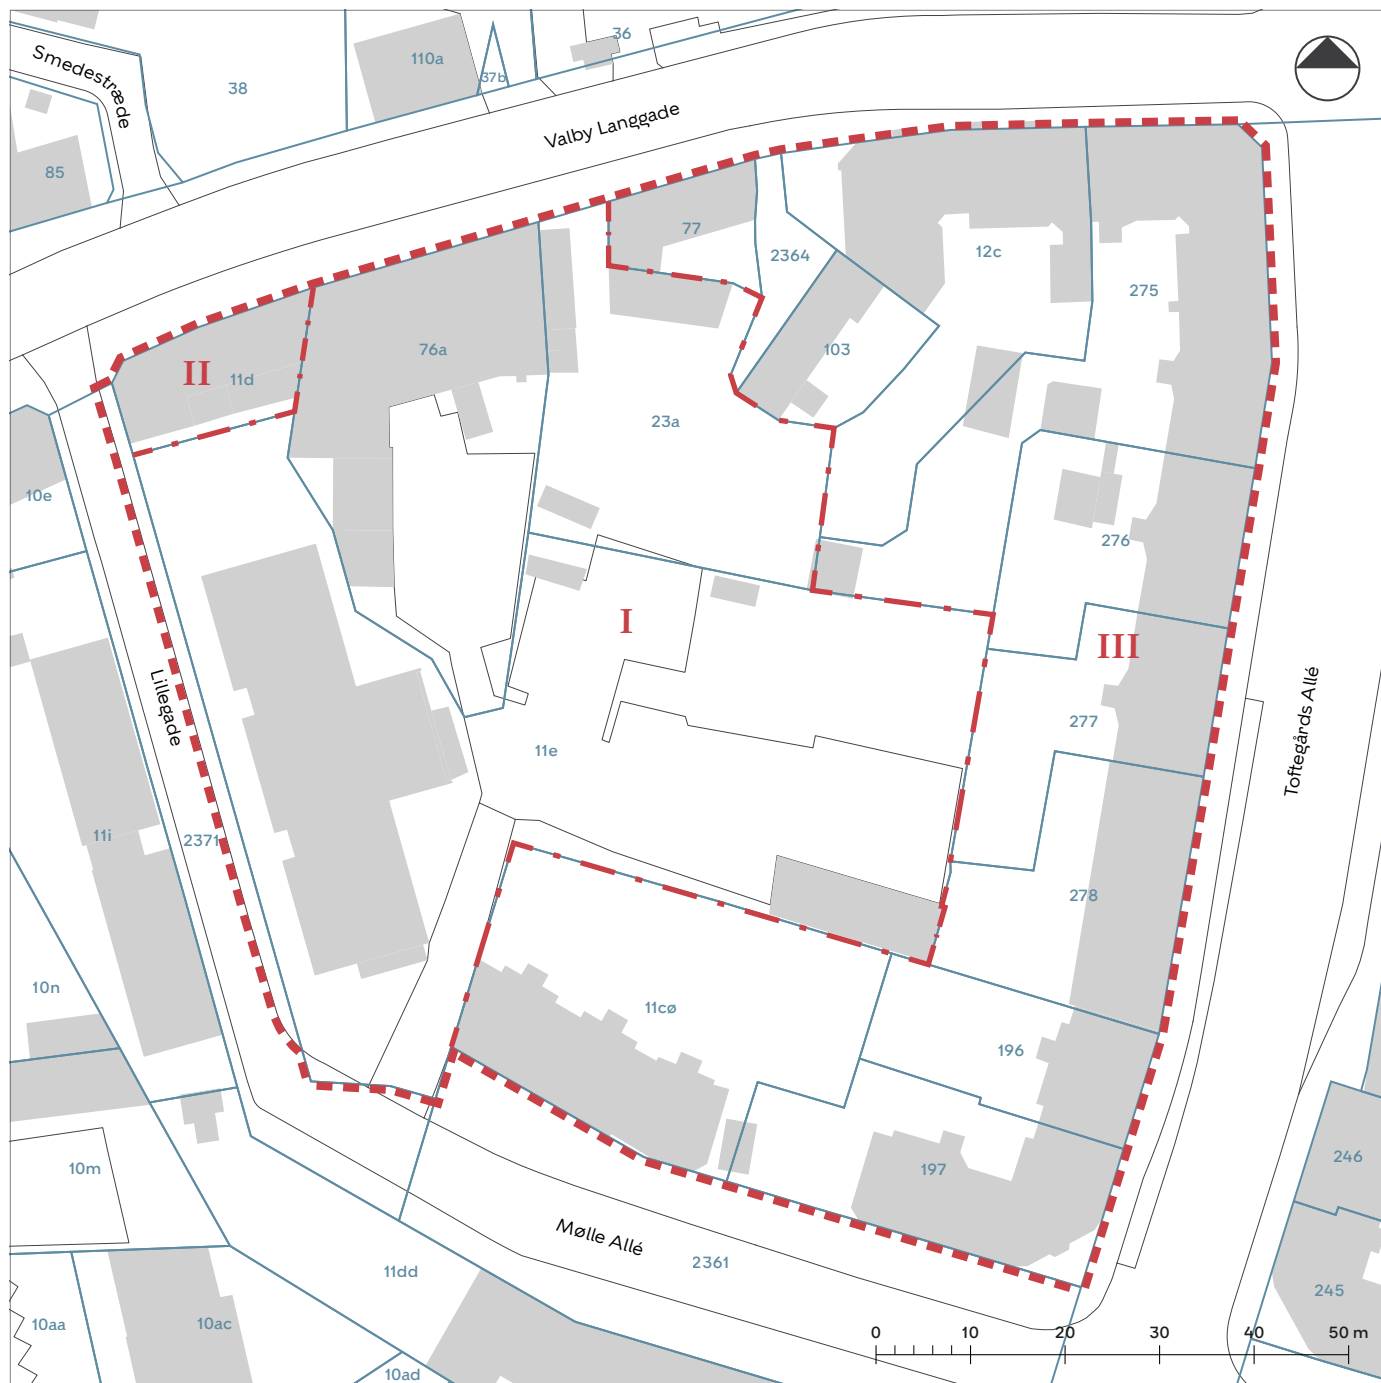 36
110a
37b
38
Smedestræde
Valby Langgade
85
77
2364
12c
275
76a
103
II
11d
23a
10e
276
I
III
Lillegade
277
Toftegårds Allé
11e
11i
2371
278
10n
11cø
196
10m
197
246
Mølle Allé
2361
11dd
245
10aa
10ac
10ad
0 10 20 30 40 50 m